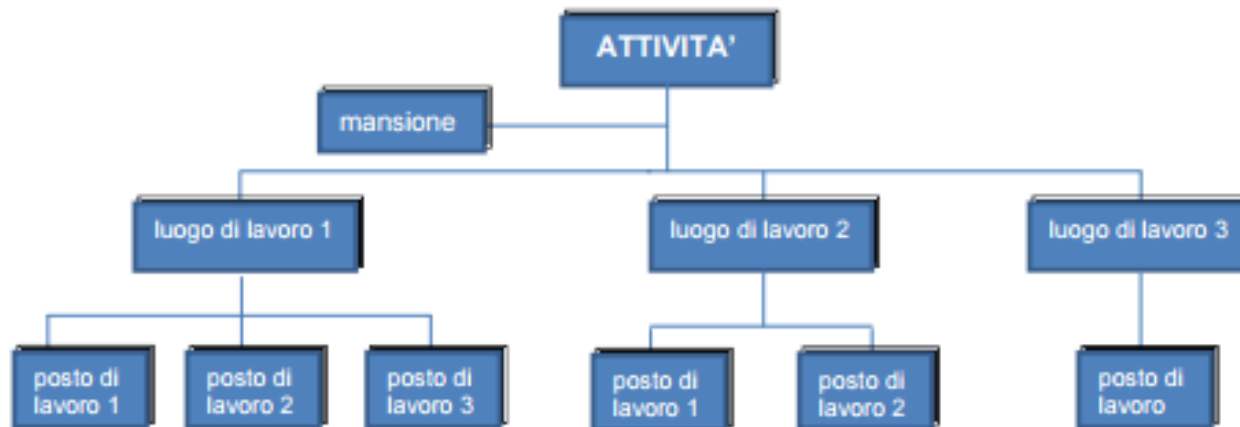 ATTIVITA'
mansione
luogo di lavoro 1
luogo di lavoro 2
luogo di lavoro 3
posto di
lavoro 1
posto di
lavoro 2
posto di
lavoro 3
posto di
lavoro 1
posto di
lavoro 2
posto di
lavoro